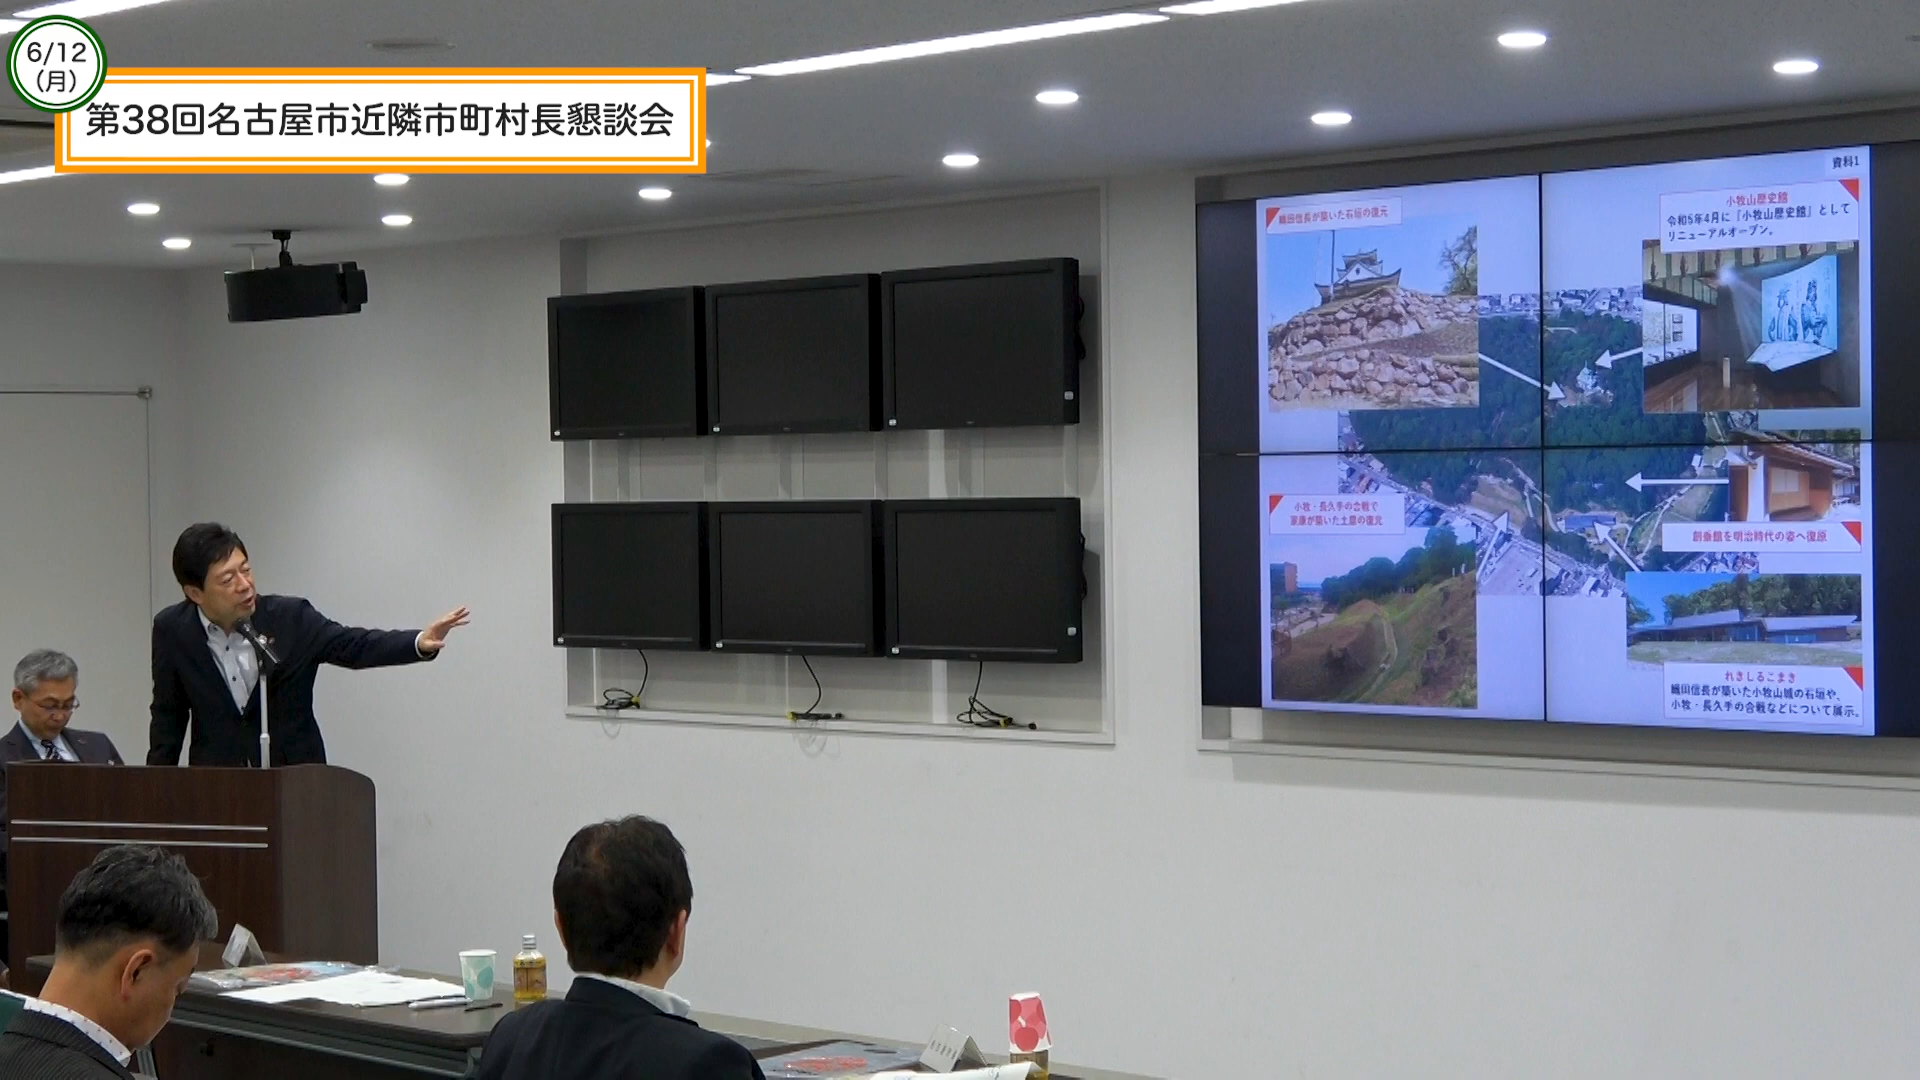 6/12
(月)
第38回名古屋市近隣市町村長懇談会
資料1
織田信長が築いた石垣の復元
小牧山歴史館
令和5年4月に『小牧山歴史館』として
リニューアルオープン。
小牧・長久手の合戦で
家康が築いた土塁の復元
創垂館を明治時代の姿へ復原
れきしるこまき
織田信長が築いた小牧山城の石垣や、
小牧・長久手の合戦などについて展示。